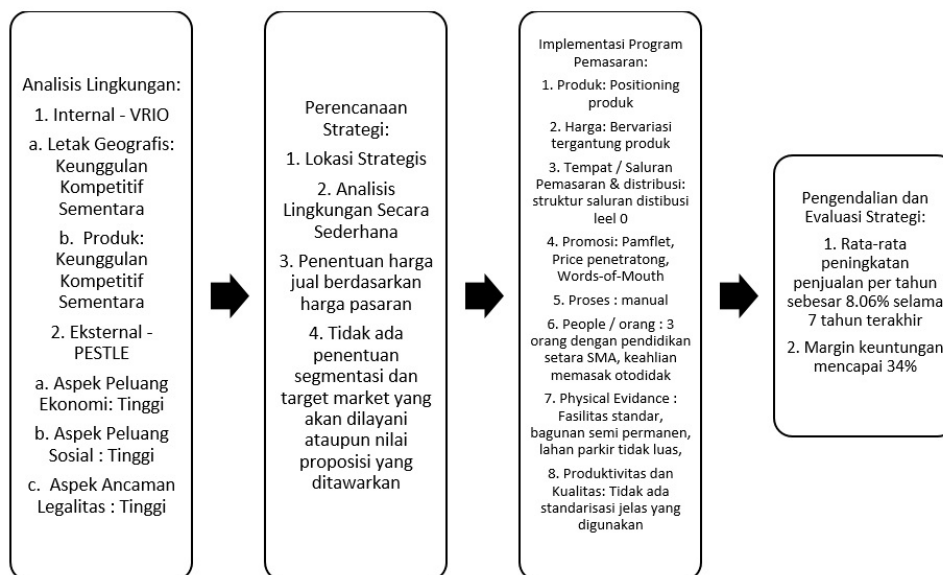 Analisis Lingkungan:
1. Internal - VRIO
a. Letak Geografis:
Keunggulan
Kompetitif
Sementara
b. Produk:
Keunggulan
Kompetitif
Sementara
2. Eksternal -
PESTLE
a. Aspek Peluang
Ekonomi: Tinggi
b. Aspek Peluang
Sosial : Tinggi
c. Aspek Ancaman
Legalitas : Tinggi
Perencanaan
Strategi:
1. Lokasi Strategis
2. Analisis
Lingkungan Secara
Sederhana
3. Penentuan harga
jual berdasarkan
harga pasaran
4. Tidak ada
penentuan
segmentasi dan
target market yang
akan dilayani
ataupun nilai
proposisi yang
ditawarkan
Implementasi Program
Pemasaran:
1. Produk: Positioning
produk
2. Harga: Bervariasi
tergantung produk
3. Tempat / Saluran
Pemasaran & distribusi:
struktur saluran distibusi
leel 0
4. Promosi: Pamflet,
Price penetratong,
Words-of-Mouth
5. Proses : manual
6. People / orang : 3
orang dengan pendidikan
setara SMA, keahlian
memasak otodidak
7. Physical Evidence :
Fasilitas standar,
bagunan semi permanen,
lahan parkir tidak luas,
8. Produktivitas dan
Kualitas: Tidak ada
standarisasi jelas yang
digunakan
Pengendalian dan
Evaluasi Strategi:
1. Rata-rata
peningkatan
penjualan per tahun
sebesar 8.06% selama
7 tahun terakhir
2. Margin keuntungan
mencapai 34%